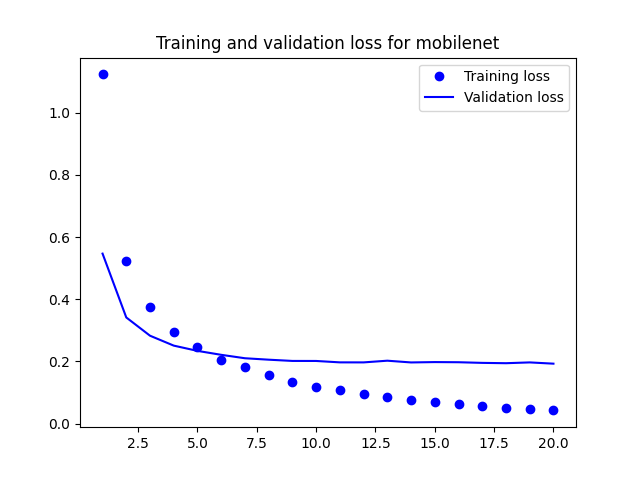 Training and validation loss for mobilenet
Training loss
Validation loss
1.0
0.8
0.6
0.4
0.2
0.0
2.5 5.0 7.5 10.0 12.5 15.0 17.5 20.0